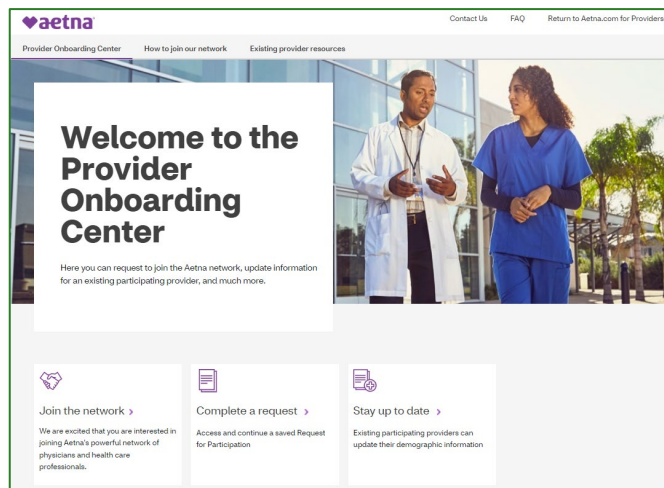 aetna
Contact Us FAQ Return to Aetna.com for Providers
Provider Onboarding Center How to join our network Existing provider resources
Welcome to the
Provider
Onboarding
Center
Here you can request to join the Aetna network, update information
for an existing participating provider, and much more.
Join the network >
We are excited that you are interested in
joining Aetna's powerful network of
physicians and health care
professionals.
Complete a request >
Access and continue a saved Request
for Participation
Stay up to date >
Existing participating providers can
update their demographic information